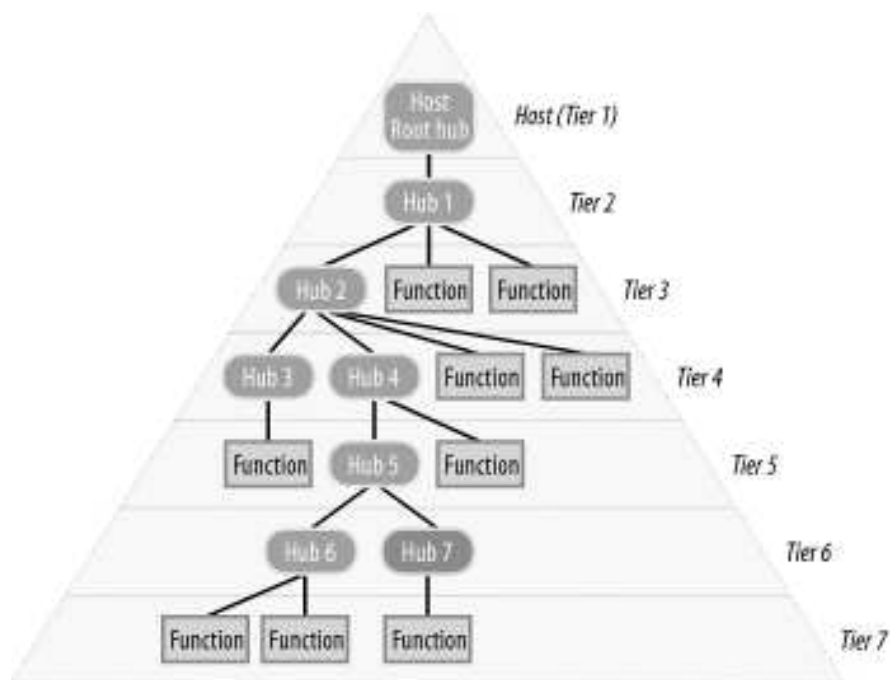 Host
Root hub
Host (Tier 1)
Hub 1
Tier 2
Hub 2
Function
Function
Tier 3
Hub 3
Hub 4
Function
Function
Tier 4
Function
Hub 5
Function
Tier 5
Hub 6
Hub 7
Tier 6
Function
Function
Function
Tier 7